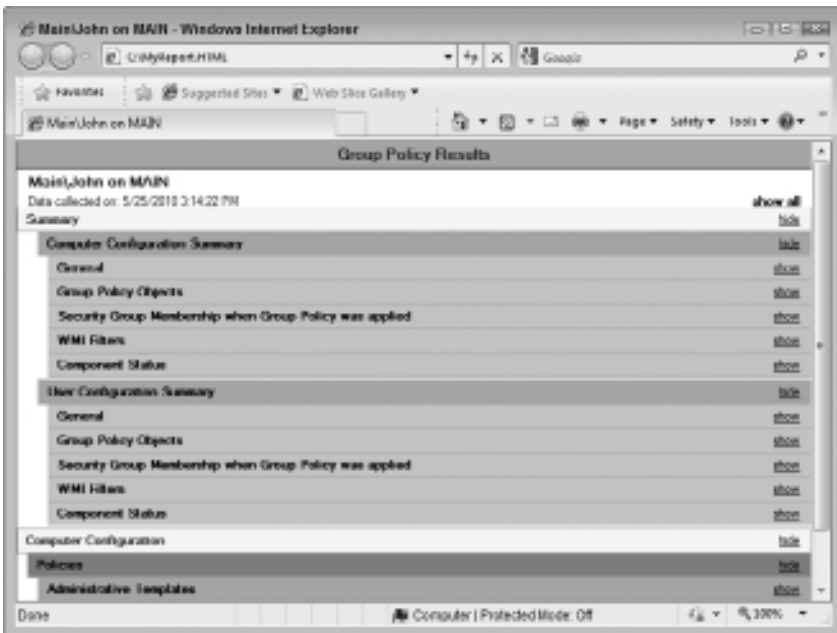 Main\John on MAIN - Windows Internet Explorer
C:\MyReport.HTML
Google
Favorites Suggested Sites Web Slice Gallery
Main\John on MAIN Page Safety Tools
Group Policy Results
Main\John on MAIN
Data collected on: 5/25/2010 3:14:22 PM show all
Summary hide
Computer Configuration Summary hide
General show
Group Policy Objects show
Security Group Membership when Group Policy was applied show
WMI Filters show
Component Status show
User Configuration Summary hide
General show
Group Policy Objects show
Security Group Membership when Group Policy was applied show
WMI Filters show
Component Status show
Computer Configuration hide
Policies hide
Administrative Templates show
Done Computer | Protected Mode: Off 100%